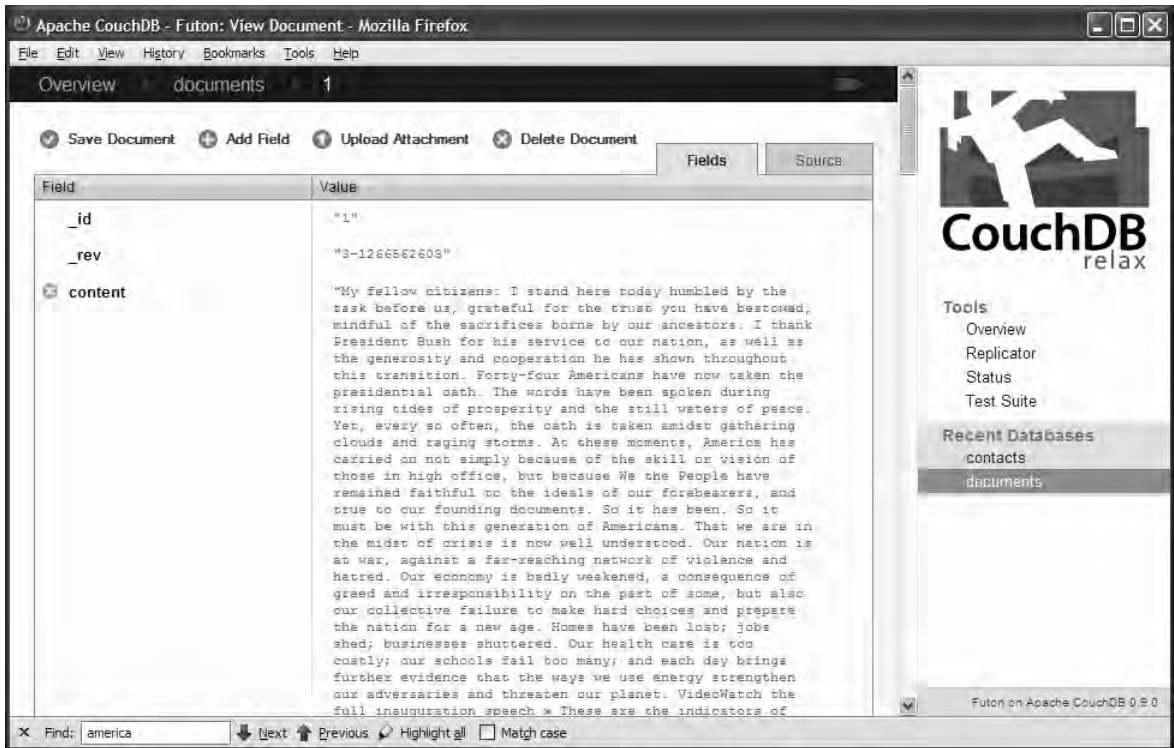 Apache CouchDB - Futon: View Document - Mozilla Firefox
File Edit View History Bookmarks Tools Help
Overview documents 1
Save Document Add Field Upload Attachment Delete Document
Fields Source
Field Value
_id "1"
_rev "3-1266562603"
content "My fellow citizens: I stand here today humbled by the
task before us, grateful for the trust you have bestowed,
mindful of the sacrifices borne by our ancestors. I thank
President Bush for his service to our nation, as well as
the generosity and cooperation he has shown throughout
this transition. Forty-four Americans have now taken the
presidential oath. The words have been spoken during
rising tides of prosperity and the still waters of peace.
Yet, every so often, the oath is taken amidst gathering
clouds and raging storms. At these moments, America has
carried on not simply because of the skill or vision of
those in high office, but because We the People have
remained faithful to the ideals of our forebearers, and
true to our founding documents. So it has been. So it
must be with this generation of Americans. That we are in
the midst of crisis is now well understood. Our nation is
at war, against a far-reaching network of violence and
hatred. Our economy is badly weakened, a consequence of
greed and irresponsibility on the part of some, but also
our collective failure to make hard choices and prepare
the nation for a new age. Homes have been lost; jobs
shed; businesses shuttered. Our health care is too
costly; our schools fail too many; and each day brings
further evidence that the ways we use energy strengthen
our adversaries and threaten our planet. VideoWatch the
full inauguration speech » These are the indicators of
CouchDB
relax
Tools
Overview
Replicator
Status
Test Suite
Recent Databases
contacts
documents
Futon on Apache CouchDB 0.9.0
Find: america Next Previous Highlight all Match case